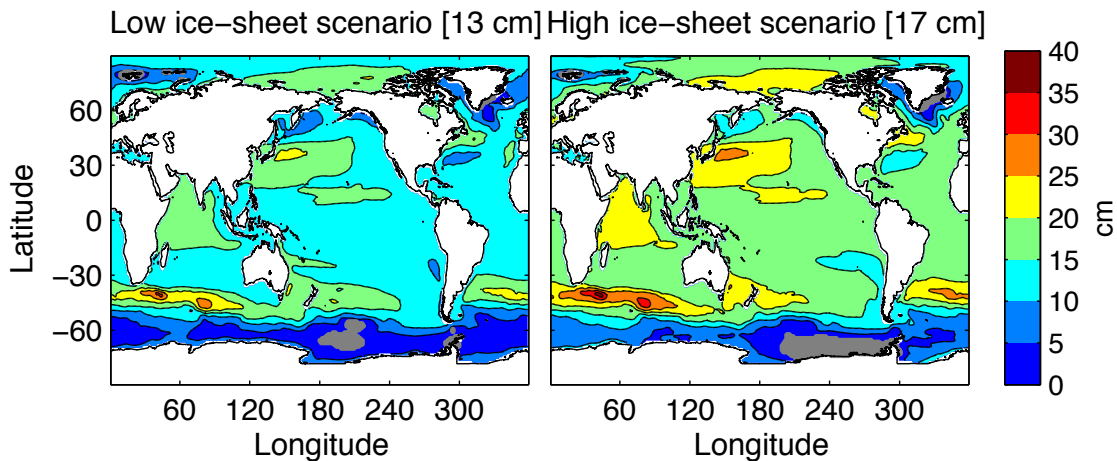 Low ice−sheet scenario [13 cm]
High ice−sheet scenario [17 cm]
Latitude
60
30
0
−30
−60
60 120 180 240 300
Longitude
60 120 180 240 300
Longitude
40
35
30
25
20
15
10
5
0
cm